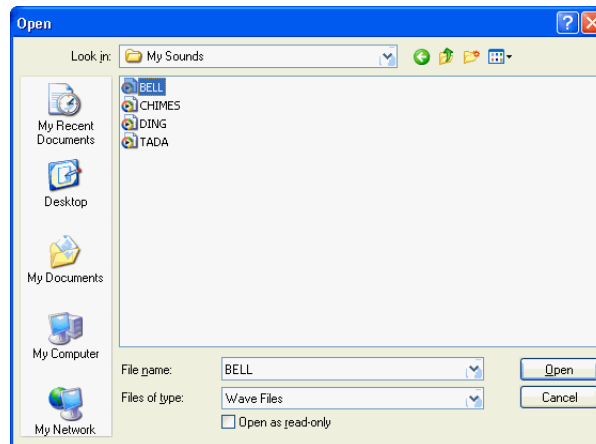 Open
Look in: My Sounds
My Recent
Documents
Desktop
My Documents
My Computer
My Network
BELL
CHIMES
DING
TADA
File name: BELL Open
Files of type: Wave Files Cancel
Open as read-only